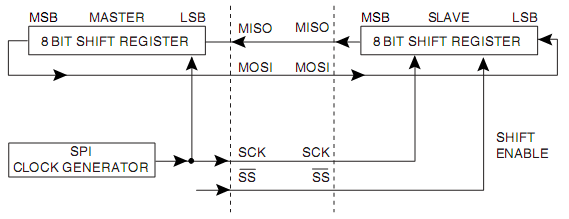 MSB MASTER LSB
8 BIT SHIFT REGISTER
MISO MISO
MSB SLAVE LSB
8 BIT SHIFT REGISTER
MOSI MOSI
SPI
CLOCK GENERATOR
SCK SCK
SS SS
SHIFT
ENABLE